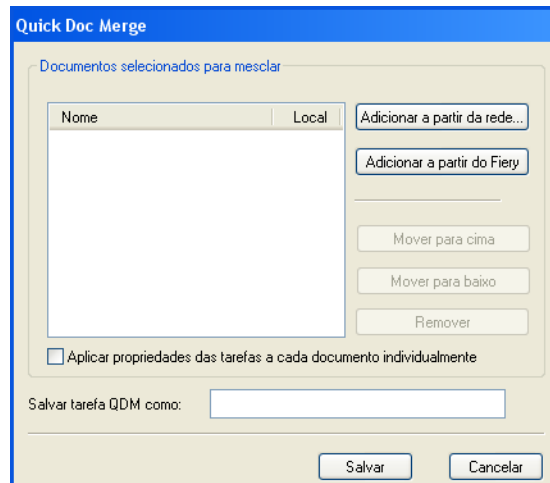 Quick Doc Merge
Documentos selecionados para mesclar
Nome Local
Adicionar a partir da rede...
Adicionar a partir do Fiery
Mover para cima
Mover para baixo
Remover
Aplicar propriedades das tarefas a cada documento individualmente
Salvar tarefa QDM como:
Salvar Cancelar